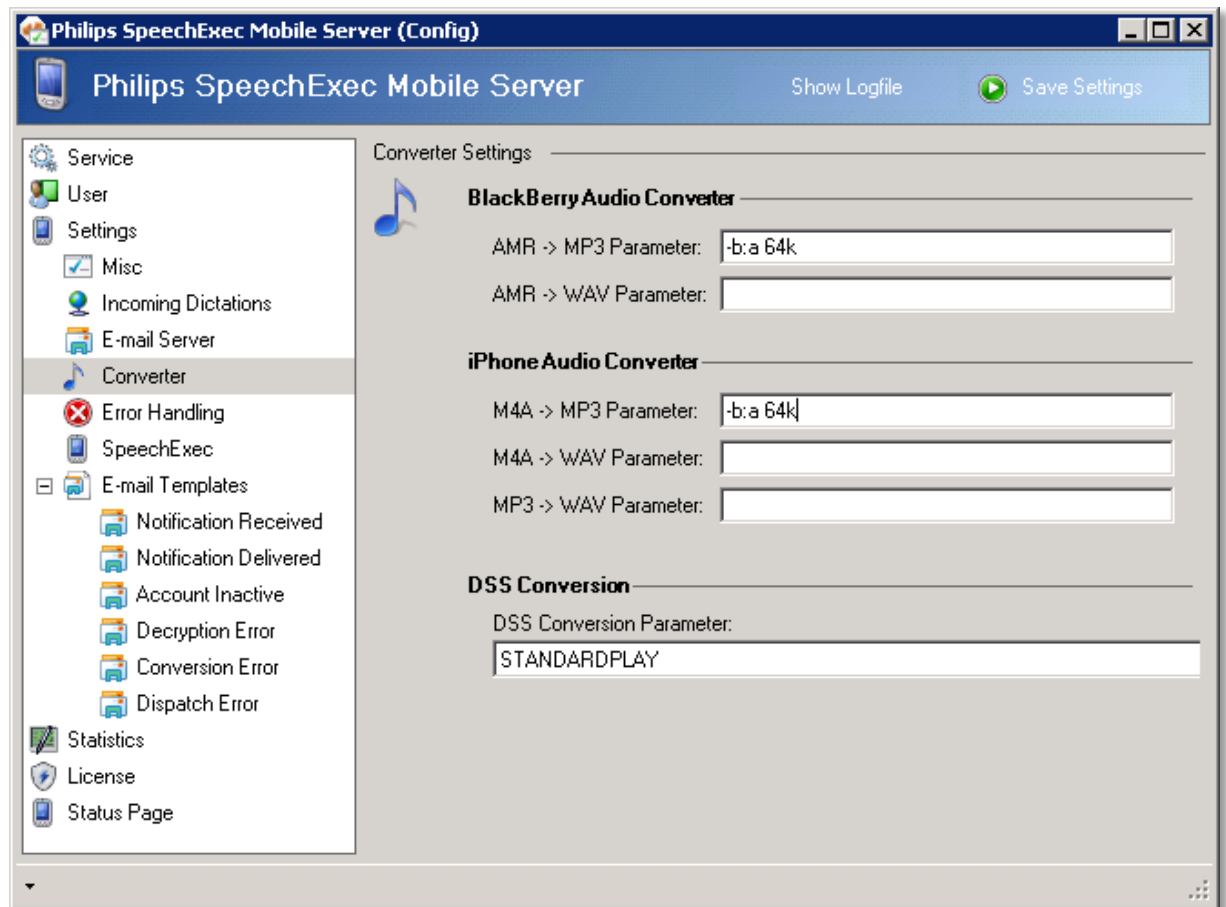 Philips SpeechExec Mobile Server (Config)
Philips SpeechExec Mobile Server
Show Logfile
Save Settings
Service
User
Settings
Misc
Incoming Dictations
E-mail Server
Converter
Error Handling
SpeechExec
E-mail Templates
Notification Received
Notification Delivered
Account Inactive
Decryption Error
Conversion Error
Dispatch Error
Statistics
License
Status Page
Converter Settings
BlackBerry Audio Converter
AMR -> MP3 Parameter: -b:a 64k
AMR -> WAV Parameter:
iPhone Audio Converter
M4A -> MP3 Parameter: -b:a 64k
M4A -> WAV Parameter:
MP3 -> WAV Parameter:
DSS Conversion
DSS Conversion Parameter:
STANDARDPLAY